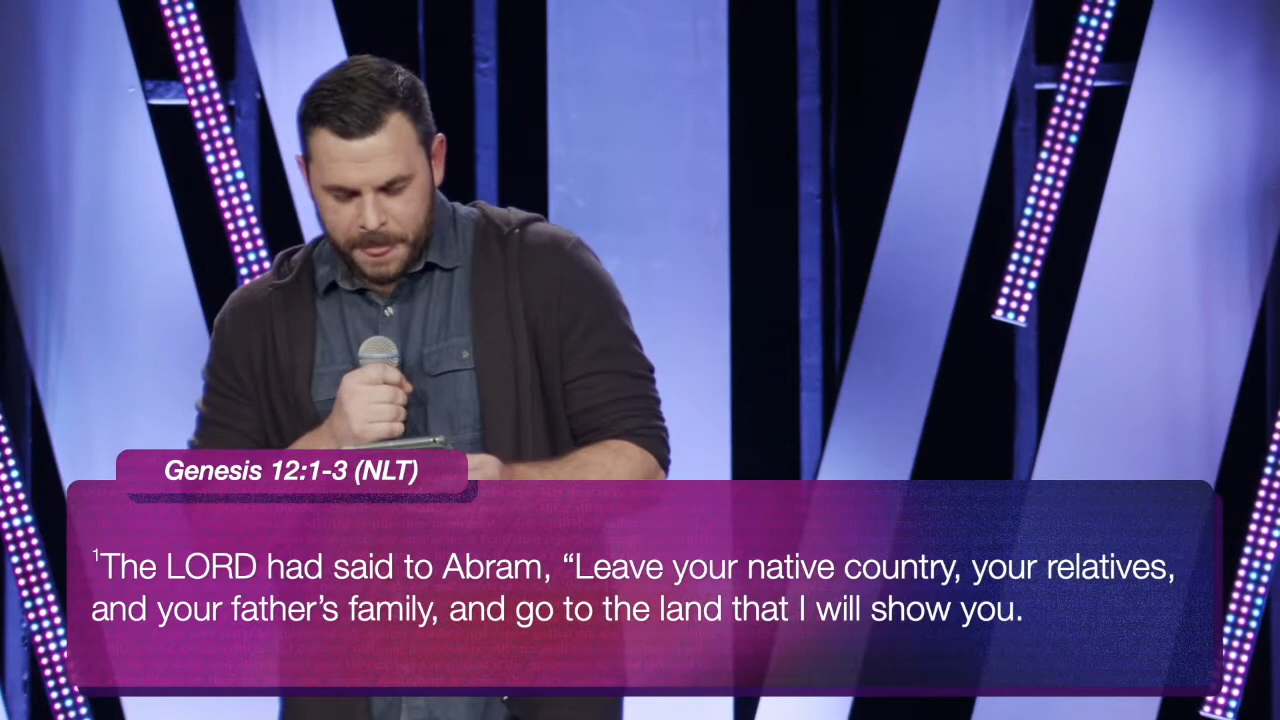 Genesis 12:1-3 (NLT)
¹The LORD had said to Abram, “Leave your native country, your relatives,
and your father’s family, and go to the land that I will show you.